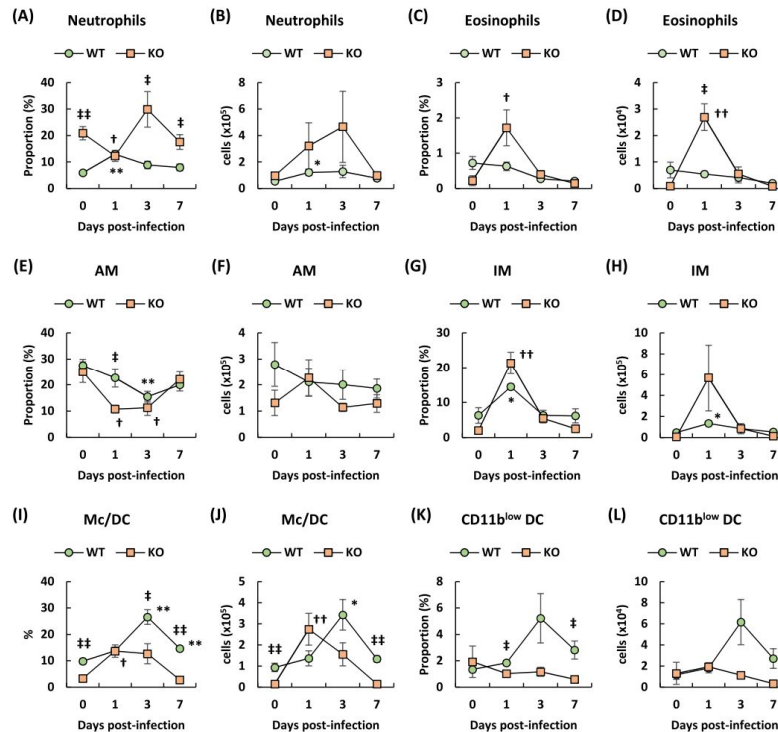 (A) Neutrophils
WT KO
Proportion (%)
40
30
20
10
0
‡‡ † ** ‡ ‡
0 1 3 7
Days post-infection
(B) Neutrophils
WT KO
cells (x10⁵)
8
6
4
2
0
*
0 1 3 7
Days post-infection
(C) Eosinophils
WT KO
Proportion (%)
3
2
1
0
†
0 1 3 7
Days post-infection
(D) Eosinophils
WT KO
cells (x10⁴)
4
3
2
1
0
‡ ††
0 1 3 7
Days post-infection
(E) AM
WT KO
Proportion (%)
40
30
20
10
0
‡ ** † †
0 1 3 7
Days post-infection
(F) AM
WT KO
cells (x10⁵)
4
3
2
1
0
0 1 3 7
Days post-infection
(G) IM
WT KO
Proportion (%)
30
20
10
0
†† *
0 1 3 7
Days post-infection
(H) IM
WT KO
cells (x10⁵)
10
8
6
4
2
0
*
0 1 3 7
Days post-infection
(I) Mc/DC
WT KO
%
40
30
20
10
0
‡‡ † ‡ ** ‡‡ **
0 1 3 7
Days post-infection
(J) Mc/DC
WT KO
cells (x10⁵)
5
4
3
2
1
0
‡‡ †† * ‡‡
0 1 3 7
Days post-infection
(K) CD11bˡᵒʷ DC
WT KO
Proportion (%)
8
6
4
2
0
‡ ‡
0 1 3 7
Days post-infection
(L) CD11bˡᵒʷ DC
WT KO
cells (x10⁴)
10
8
6
4
2
0
0 1 3 7
Days post-infection